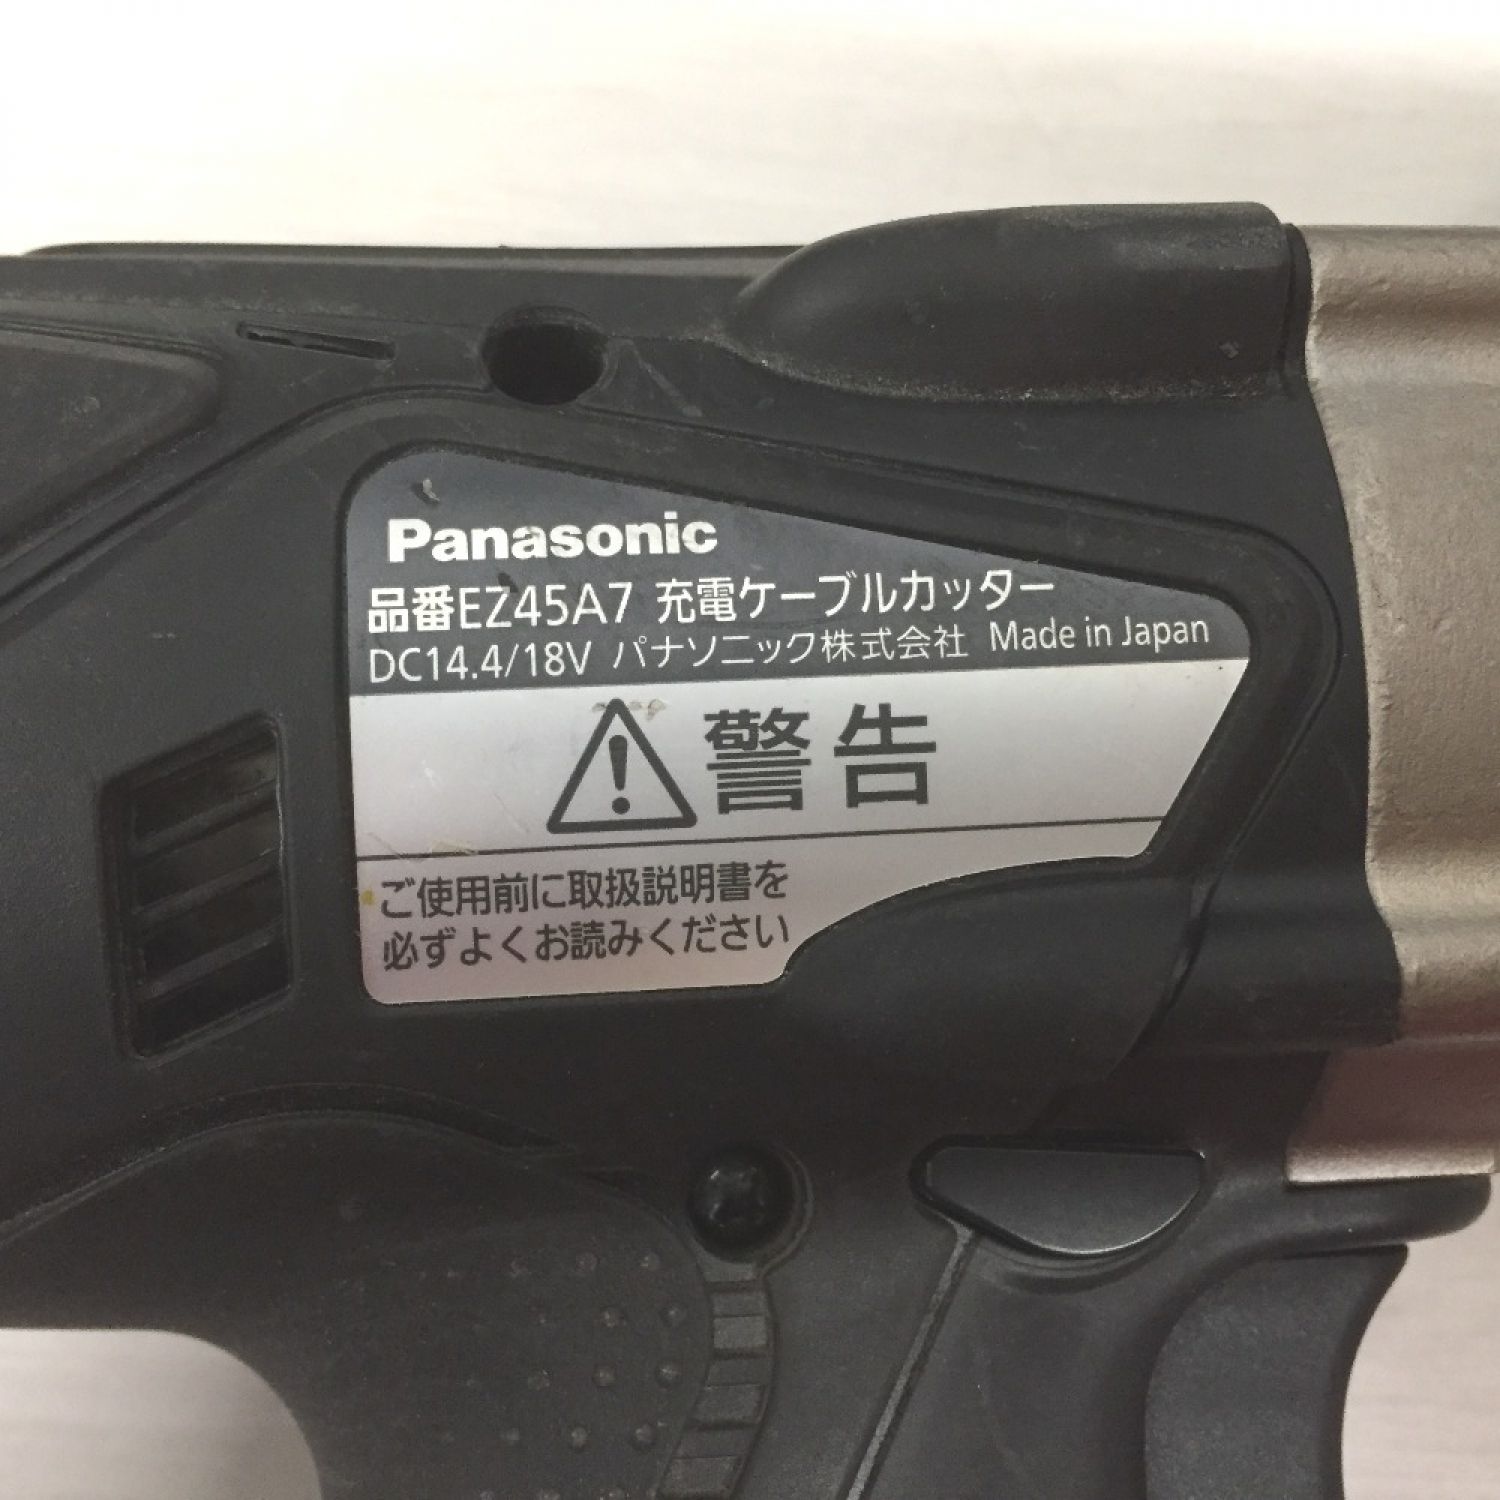 Panasonic
品番EZ45A7 充電ケーブルカッター
DC14.4/18V パナソニック株式会社 Made in Japan
警告
ご使用前に取扱説明書を
必ずよくお読みください